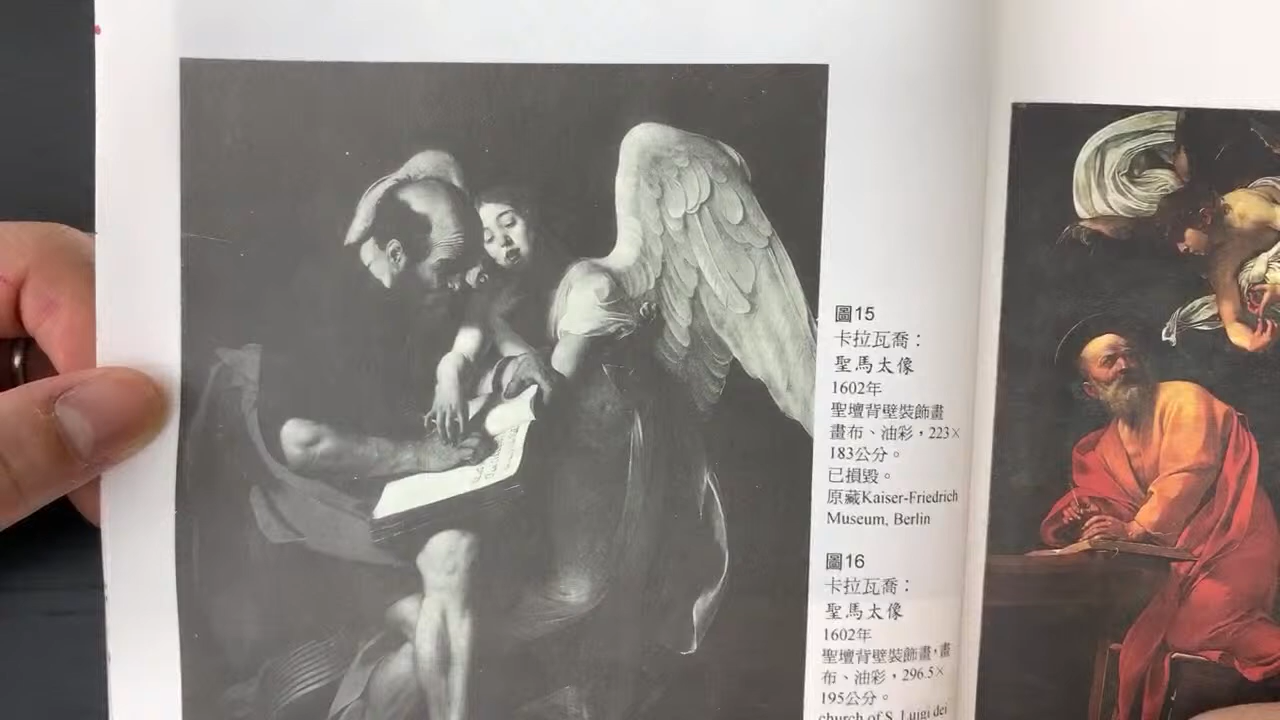 圖15
卡拉瓦喬：
聖馬太像
1602年
聖壇背壁裝飾畫
畫布、油彩，223×
183公分。
已損毀。
原藏Kaiser-Friedrich
Museum, Berlin
圖16
卡拉瓦喬：
聖馬太像
1602年
聖壇背壁裝飾畫，畫
布、油彩，296.5×
195公分。
church of S. Luigi dei